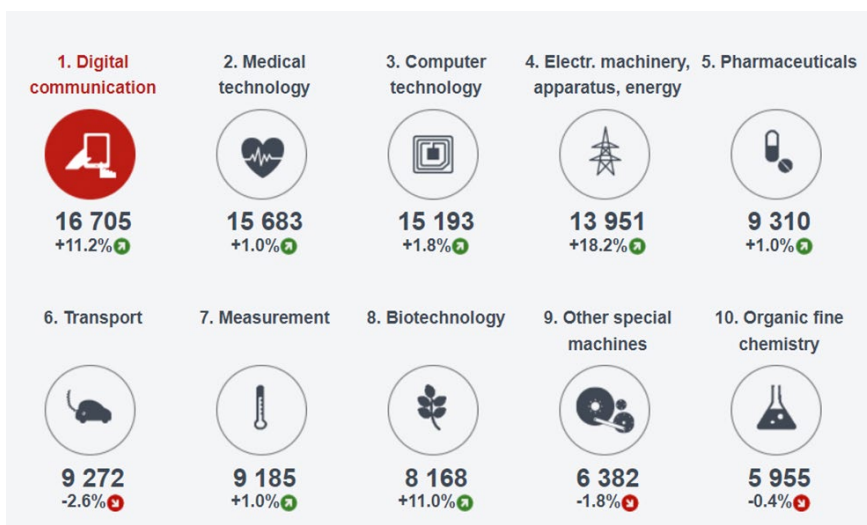 1. Digital
communication
16 705
+11.2%
2. Medical
technology
15 683
+1.0%
3. Computer
technology
15 193
+1.8%
4. Electr. machinery,
apparatus, energy
13 951
+18.2%
5. Pharmaceuticals
9 310
+1.0%
6. Transport
9 272
-2.6%
7. Measurement
9 185
+1.0%
8. Biotechnology
8 168
+11.0%
9. Other special
machines
6 382
-1.8%
10. Organic fine
chemistry
5 955
-0.4%